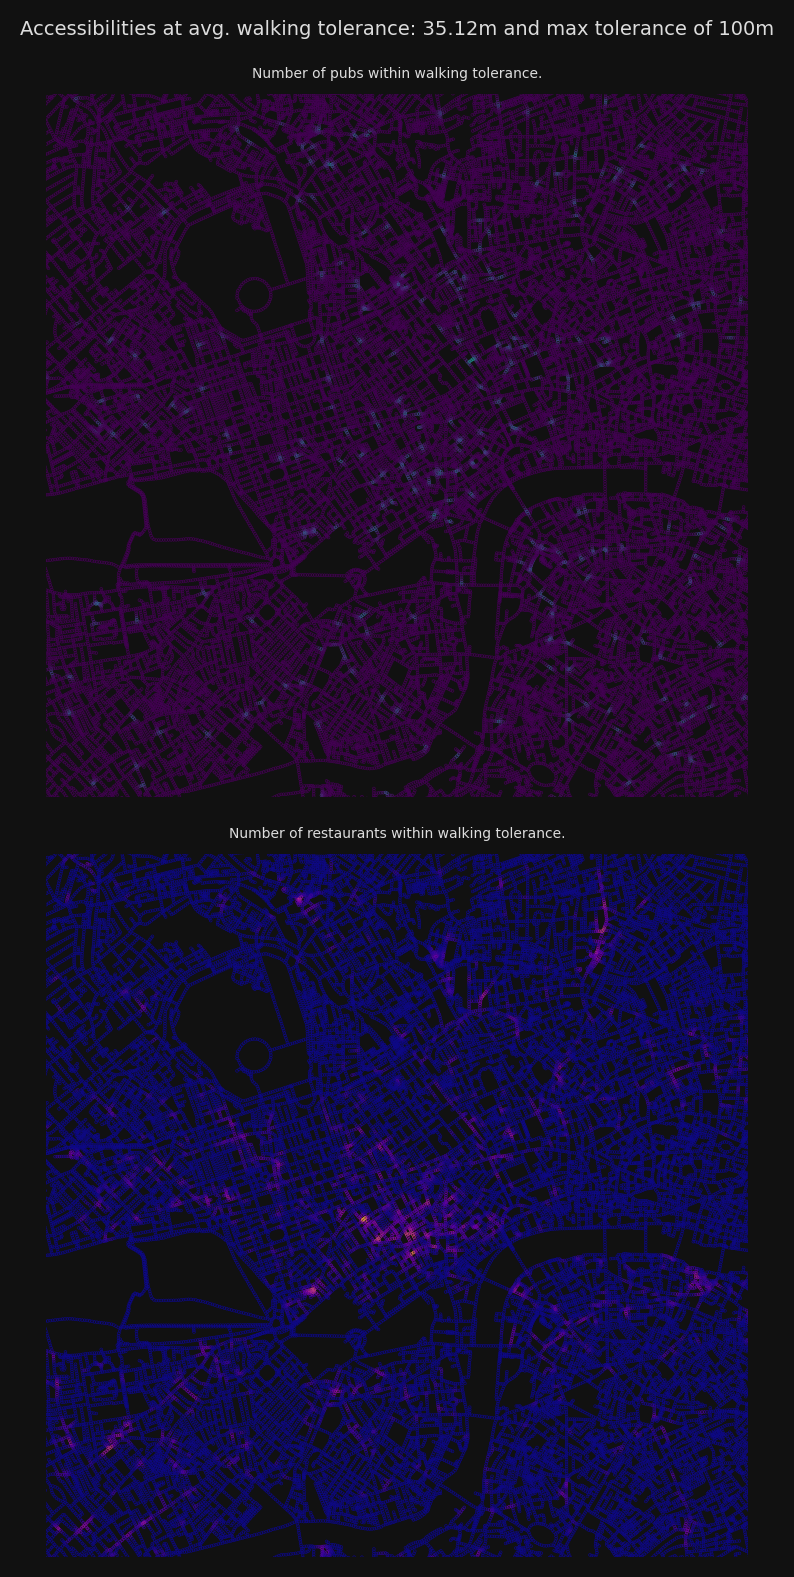 Accessibilities at avg. walking tolerance: 35.12m and max tolerance of 100m
Number of pubs within walking tolerance.
Number of restaurants within walking tolerance.